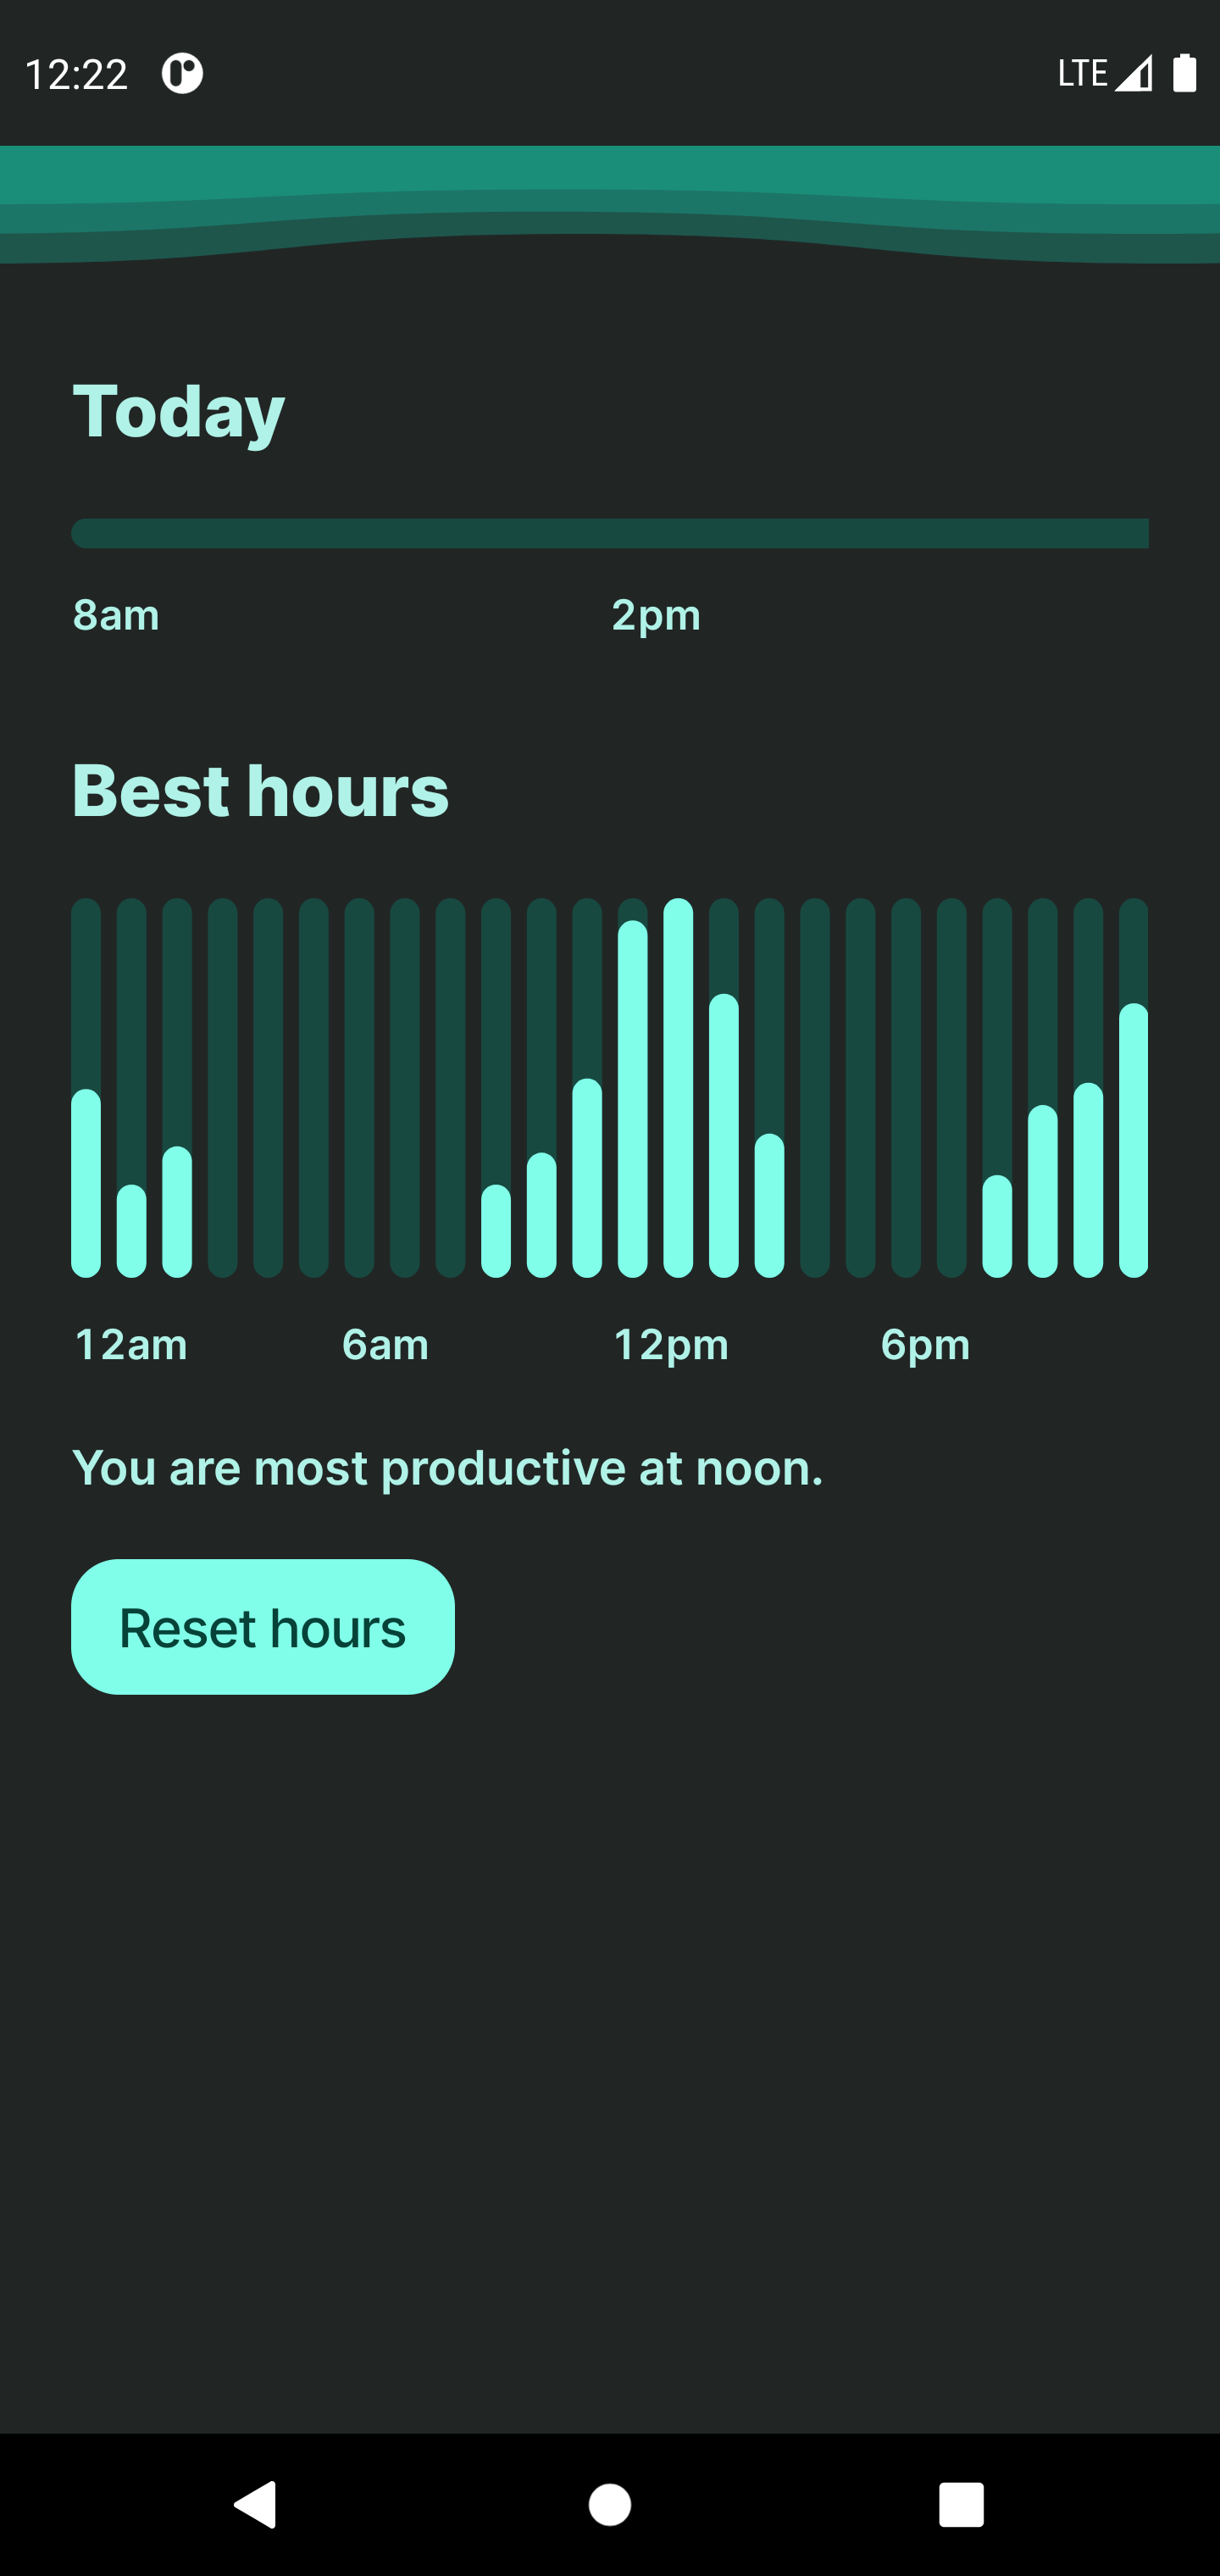 12:22 LTE
Today
8am 2pm
Best hours
12am 6am 12pm 6pm
You are most productive at noon.
Reset hours